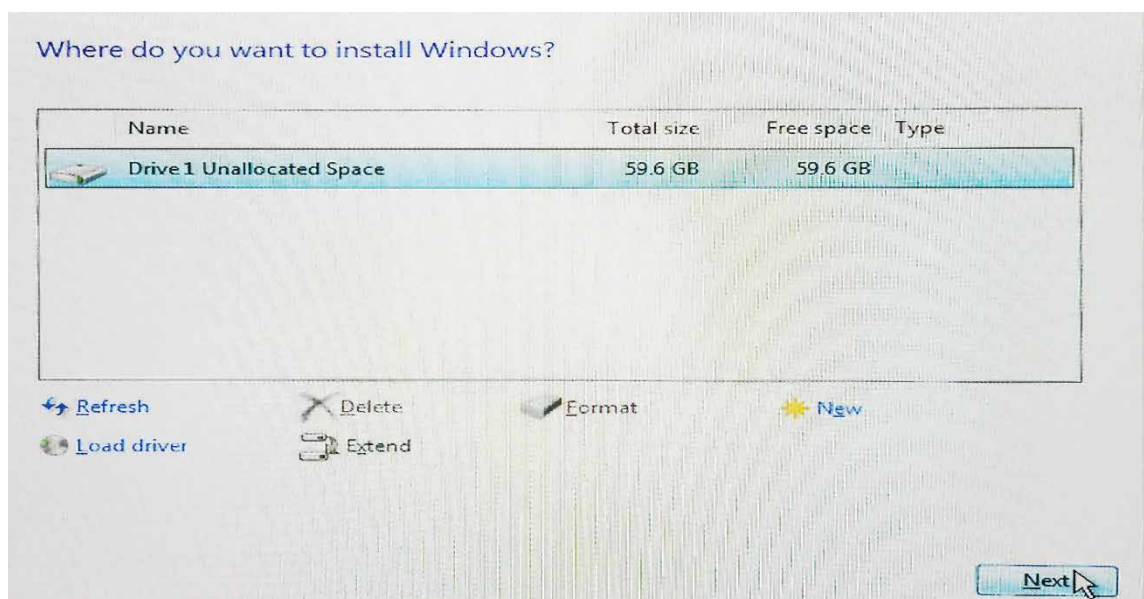 Where do you want to install Windows?
Name Total size Free space Type
Drive 1 Unallocated Space 59.6 GB 59.6 GB
Refresh Delete Format New
Load driver Extend
Next